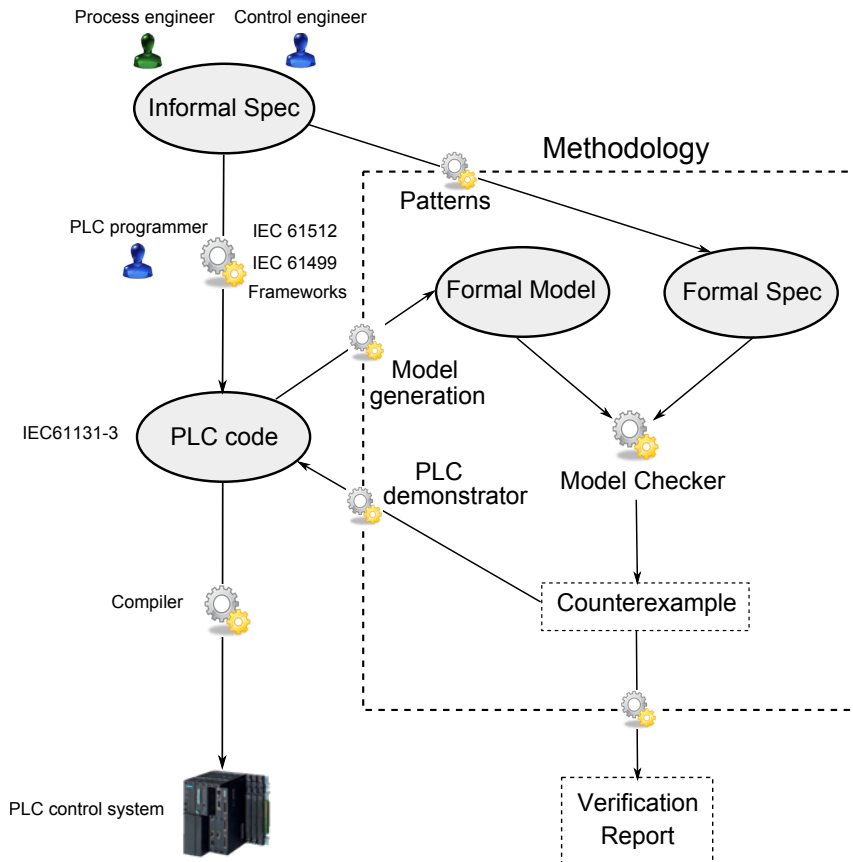 Process engineer
Control engineer
Informal Spec
Methodology
Patterns
PLC programmer
IEC 61512
IEC 61499
Frameworks
Formal Model
Formal Spec
Model
generation
IEC61131-3
PLC code
PLC
demonstrator
Model Checker
Compiler
Counterexample
PLC control system
Verification
Report